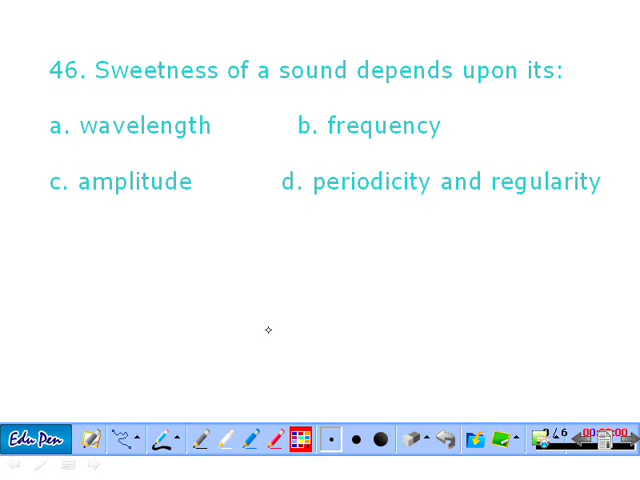 46. Sweetness of a sound depends upon its:
a. wavelength b. frequency
c. amplitude d. periodicity and regularity
Edu Pen